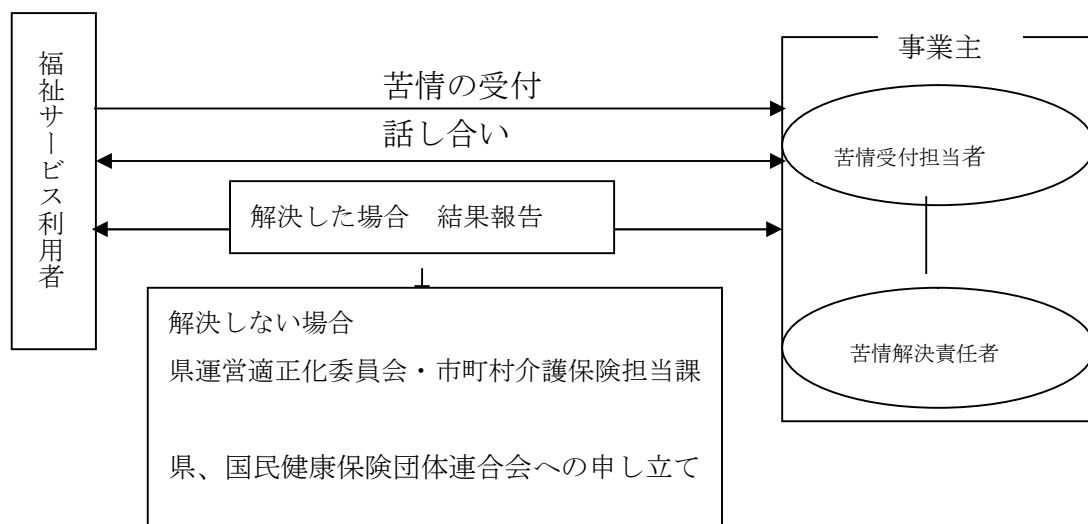 福祉サービス利用者
苦情の受付
話し合い
解決した場合　結果報告
解決しない場合
県運営適正化委員会・市町村介護保険担当課
県、国民健康保険団体連合会への申し立て
事業主
苦情受付担当者
苦情解決責任者